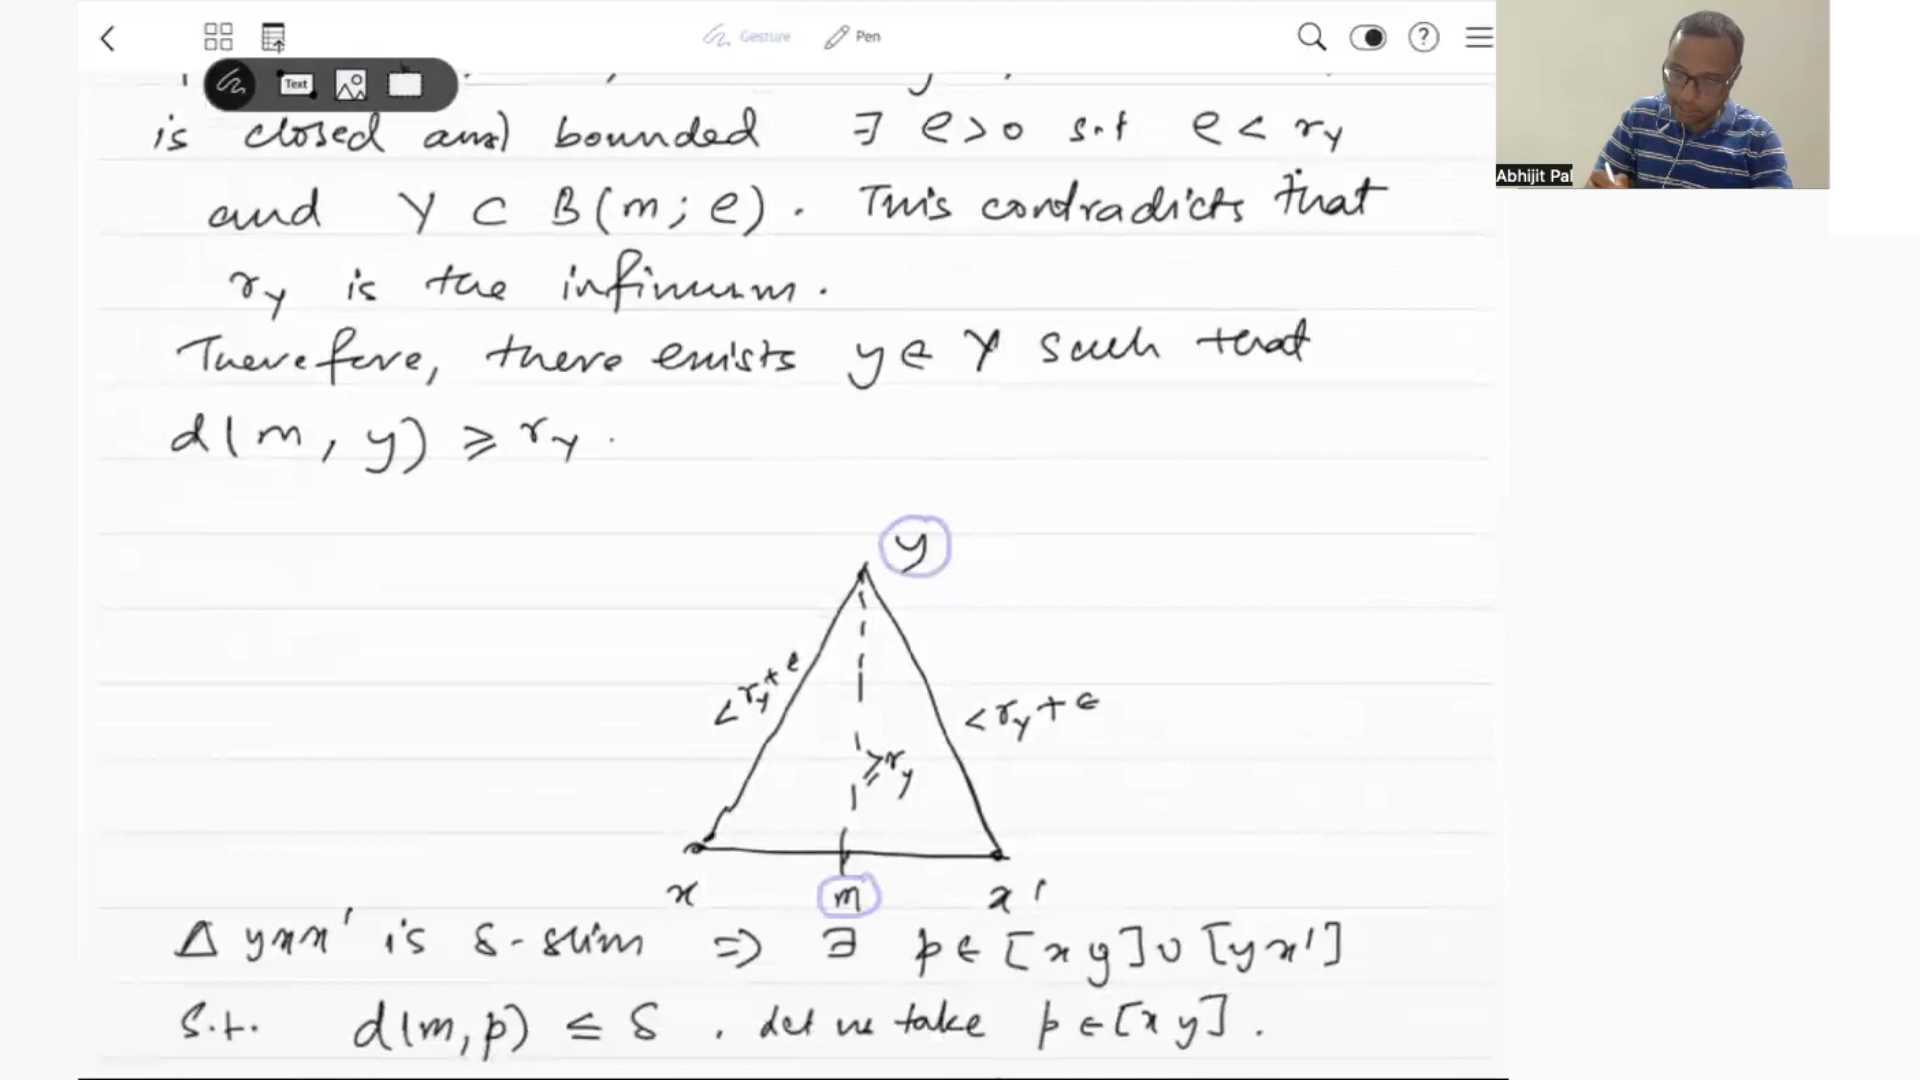 Gesture Pen
Text
Abhijit Pal
is closed and bounded ∃ e>0 s.t e < r_Y
and Y ⊂ B(m; e). This contradicts that
r_Y is the infimum.
Therefore, there exists y ∈ Y such that
d(m, y) ≥ r_Y.
y
< r_Y + e
< r_Y + ϵ
≥ r_Y
x m x'
Δ yxx' is δ-slim ⇒ ∃ p ∈ [x y] ∪ [y x']
s.t. d(m, p) ≤ δ. Let us take p ∈ [x y].